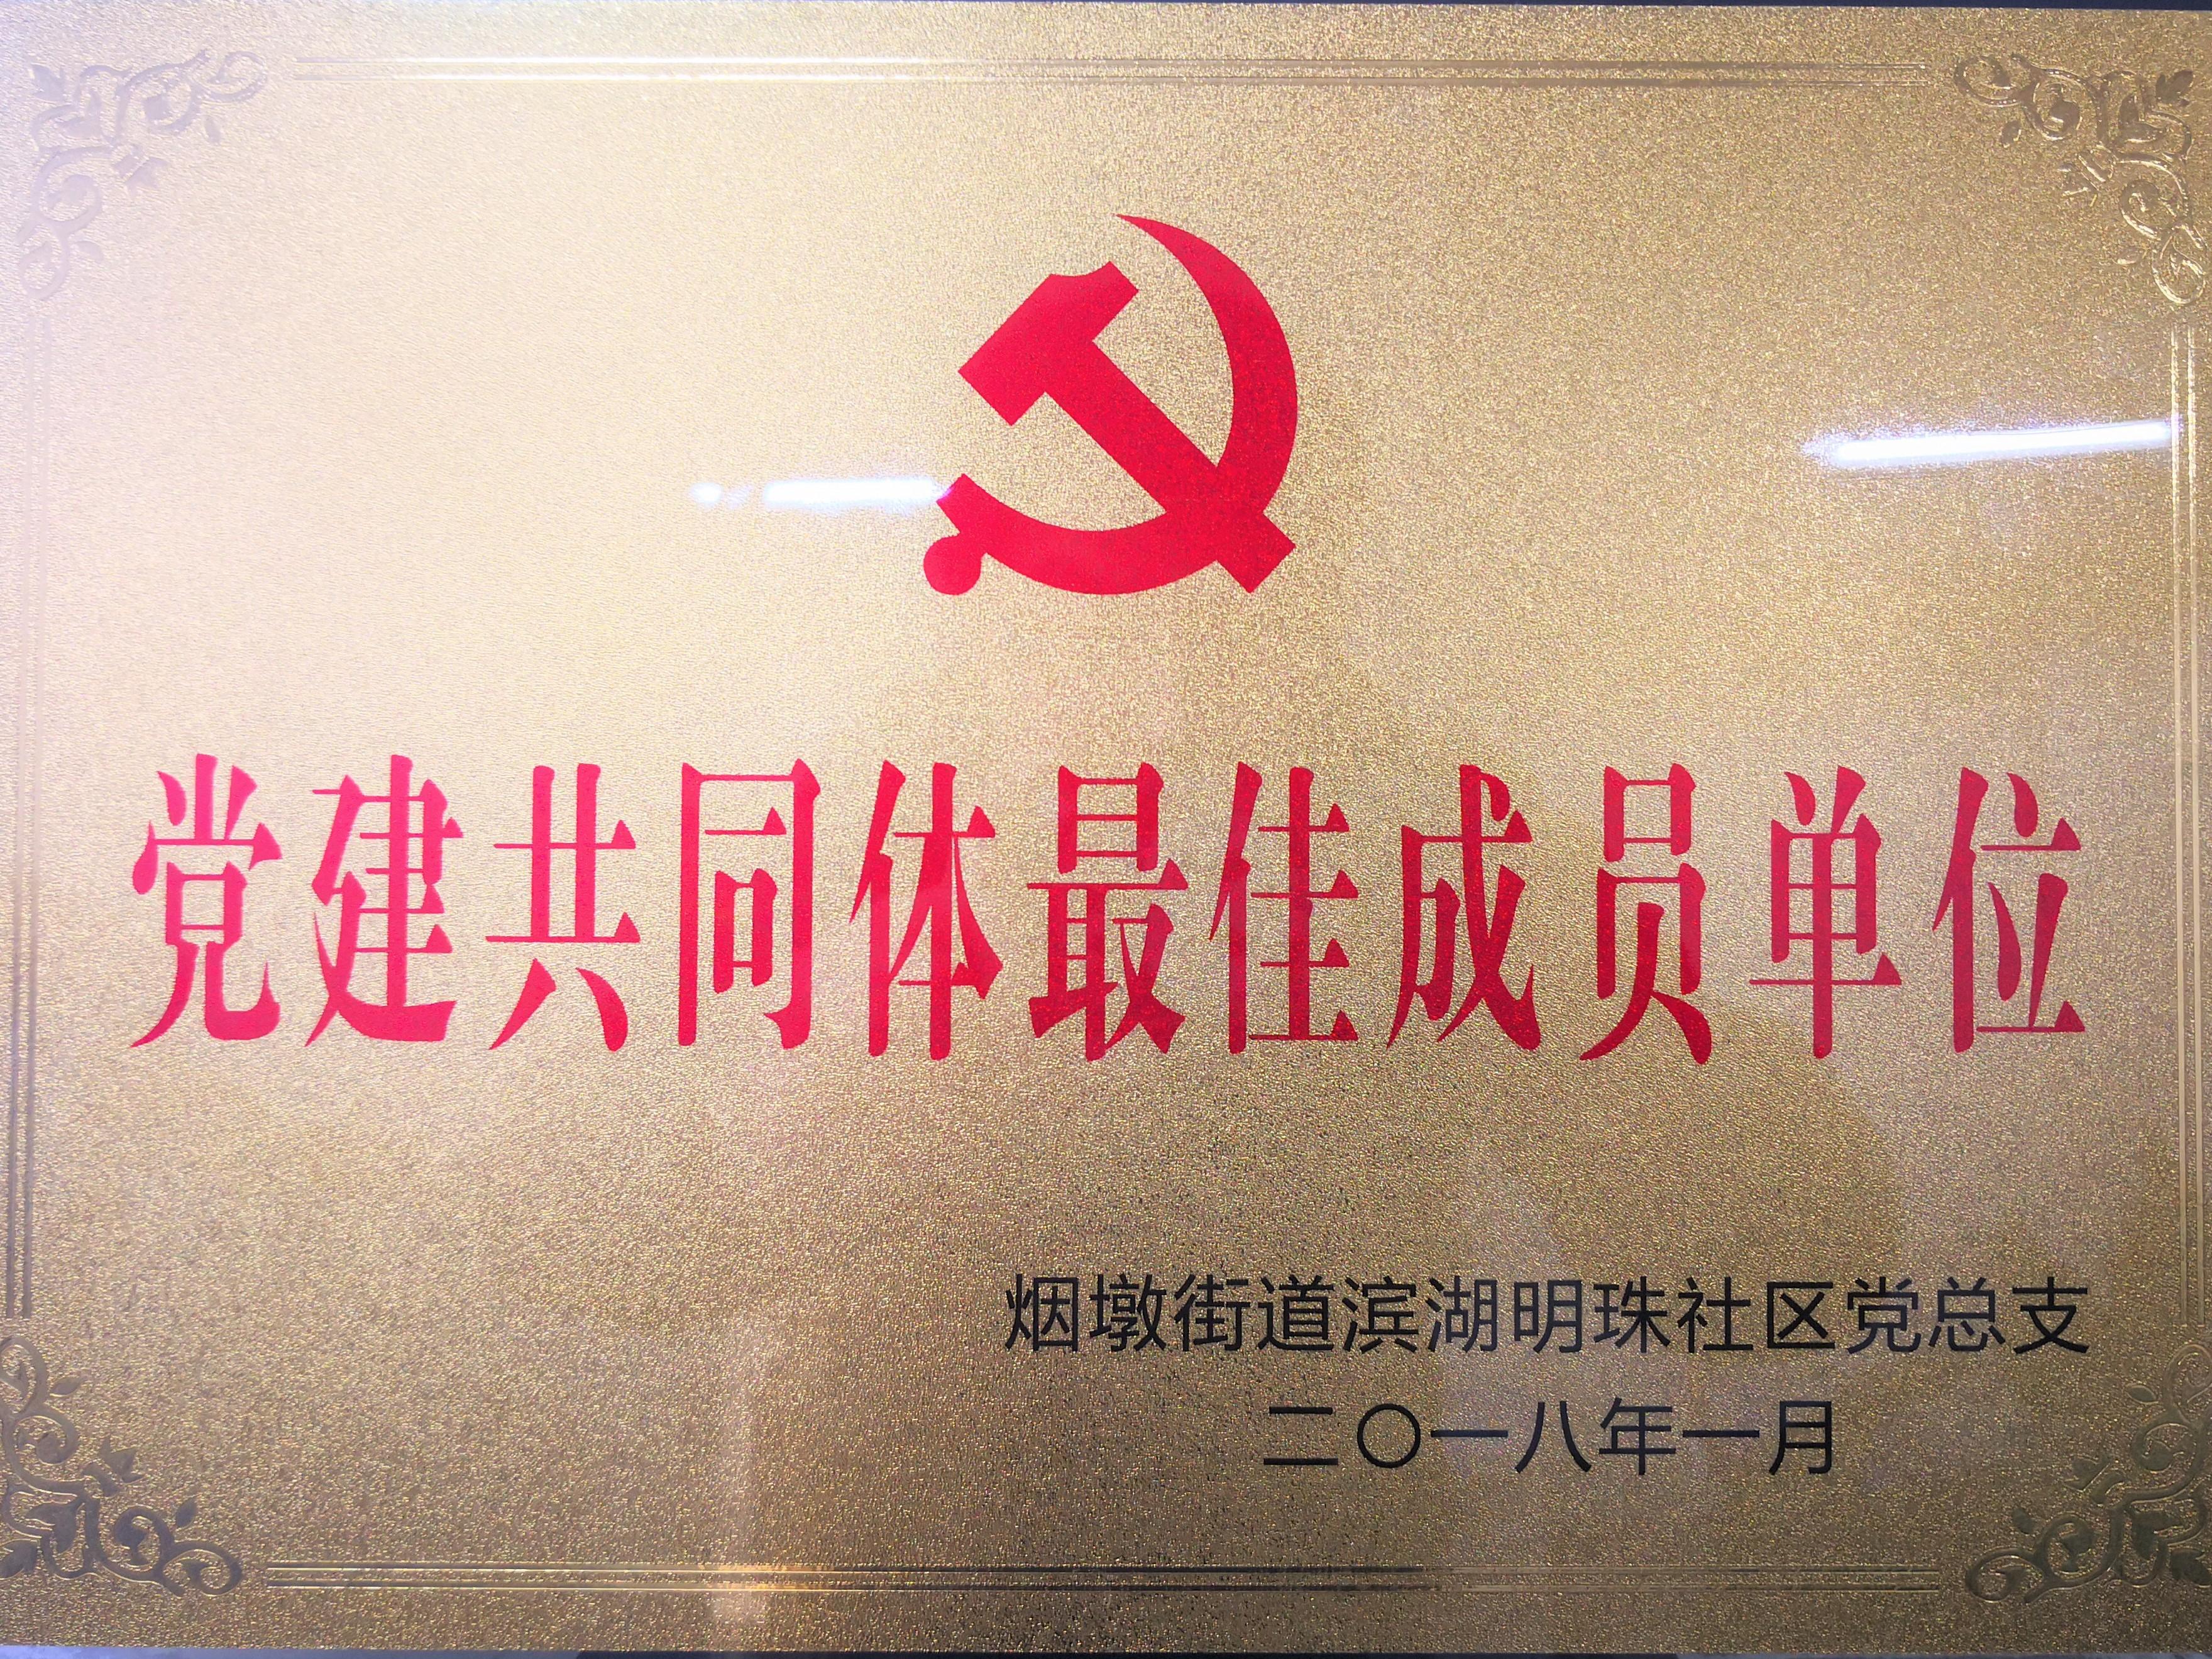 党建共同体最佳成员单位
烟墩街道滨湖明珠社区党总支
二〇一八年一月